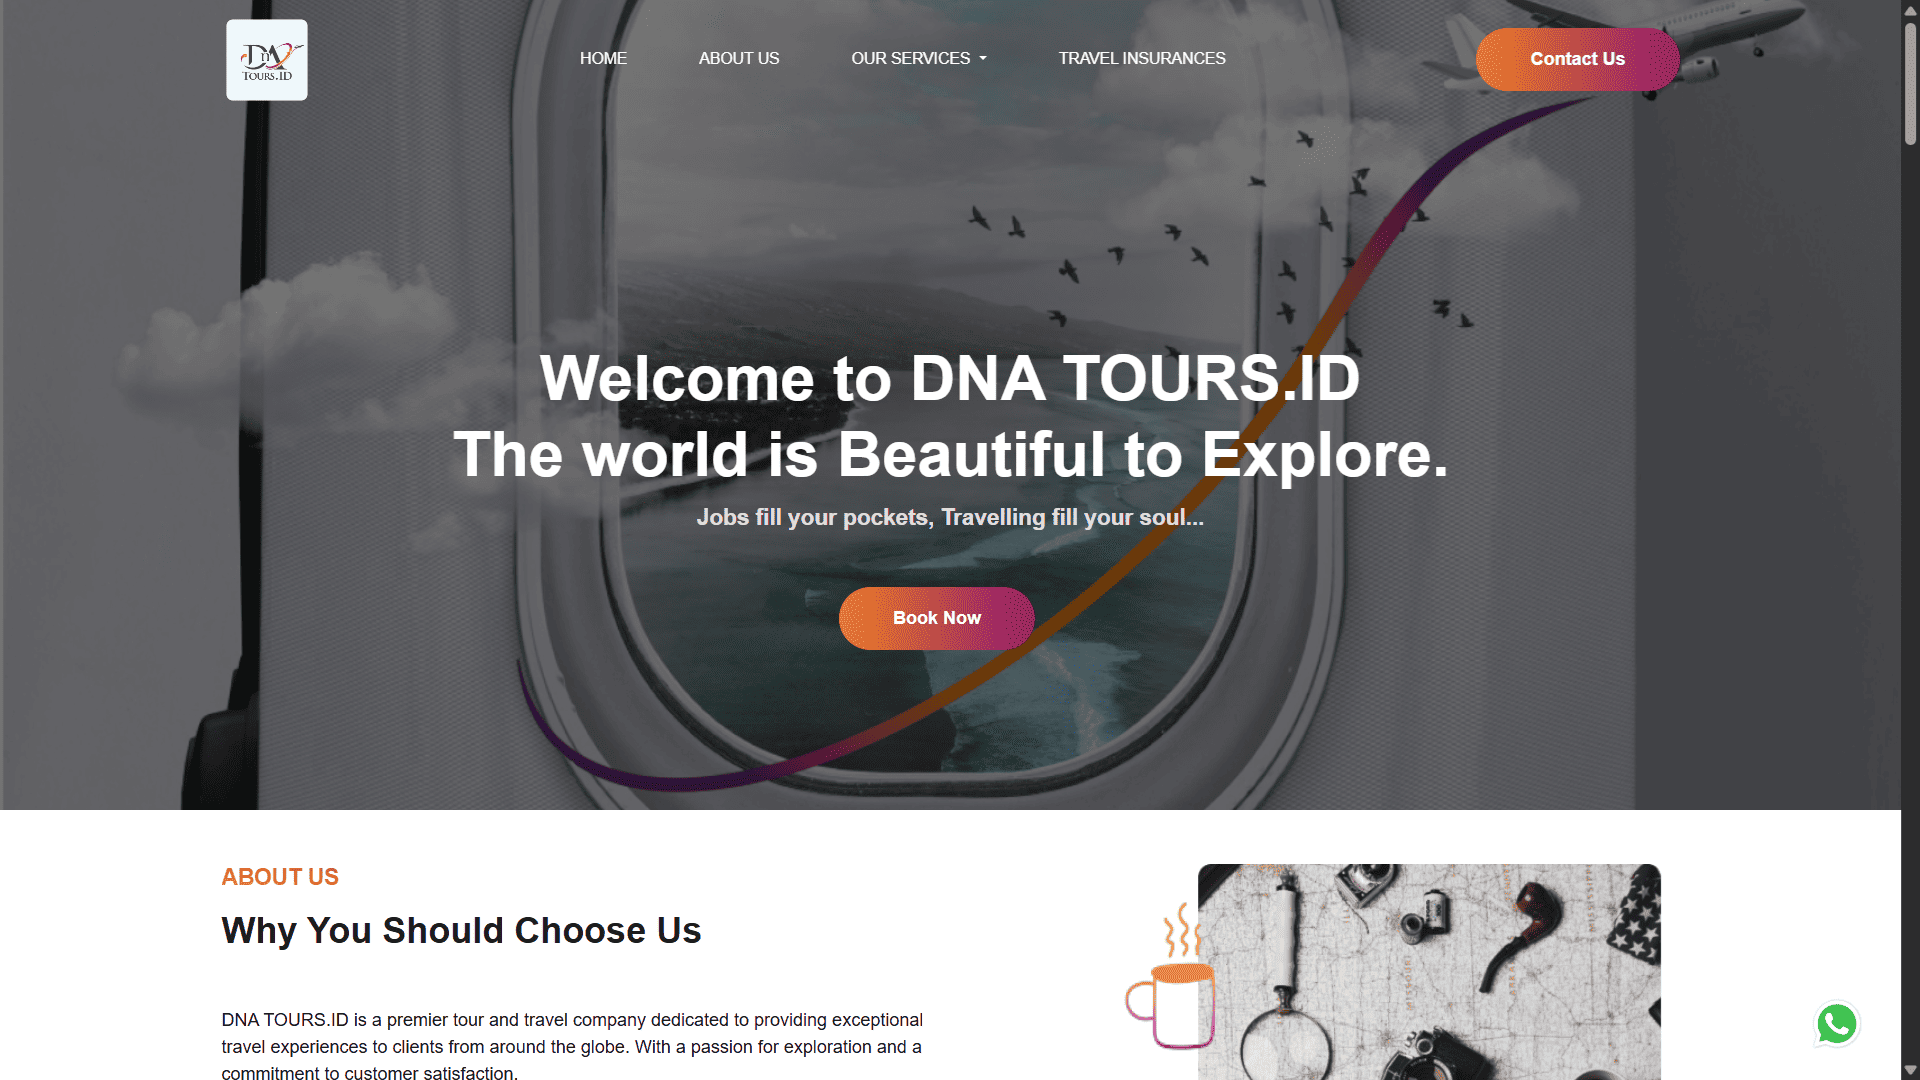 DNA
TOURS.ID
HOME
ABOUT US
OUR SERVICES
TRAVEL INSURANCES
Contact Us
Welcome to DNA TOURS.ID
The world is Beautiful to Explore.
Jobs fill your pockets, Travelling fill your soul...
Book Now
ABOUT US
Why You Should Choose Us
DNA TOURS.ID is a premier tour and travel company dedicated to providing exceptional
travel experiences to clients from around the globe. With a passion for exploration and a
commitment to customer satisfaction.